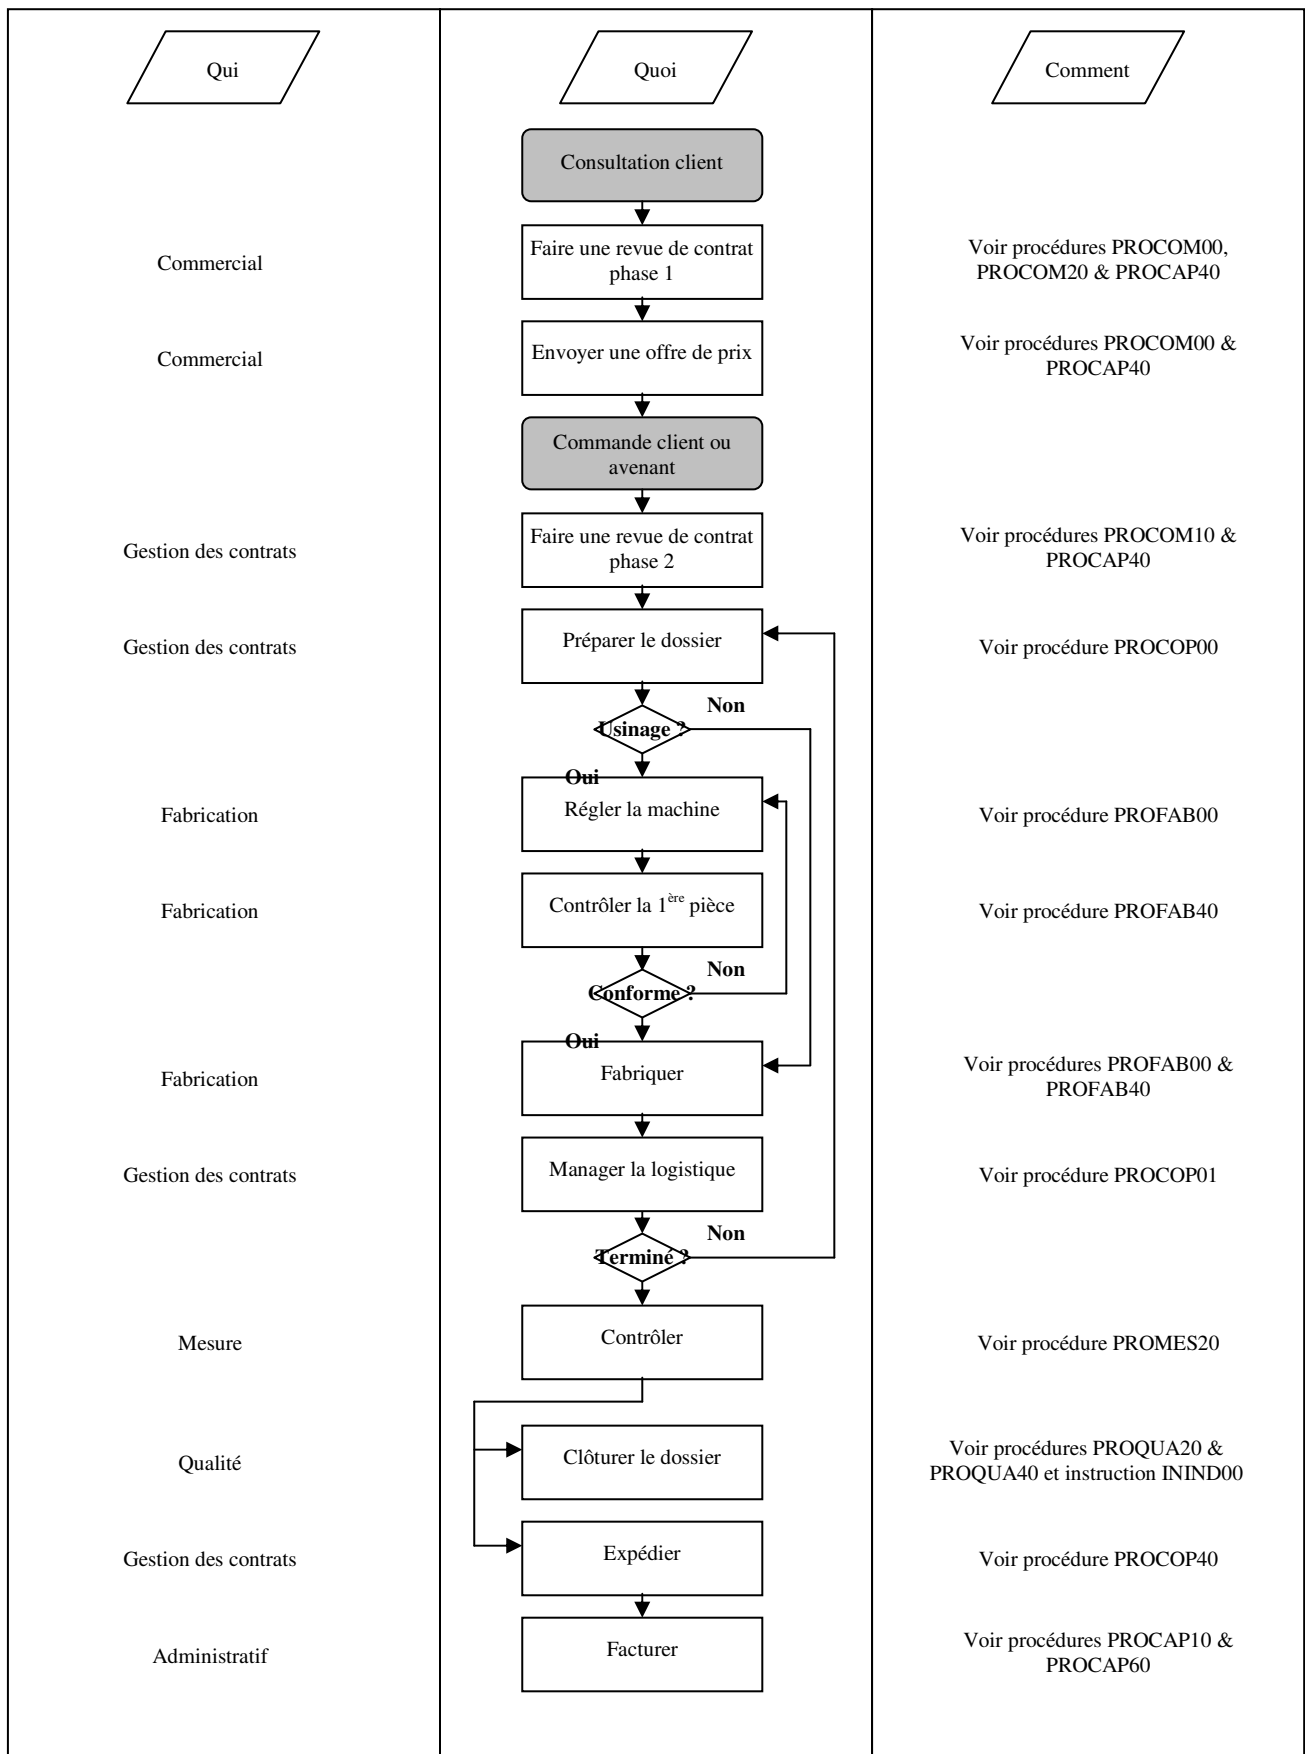 Qui
Quoi
Comment
Consultation client
Commercial
Faire une revue de contrat
phase 1
Voir procédures PROCOM00,
PROCOM20 & PROCAP40
Commercial
Envoyer une offre de prix
Voir procédures PROCOM00 &
PROCAP40
Commande client ou
avenant
Gestion des contrats
Faire une revue de contrat
phase 2
Voir procédures PROCOM10 &
PROCAP40
Gestion des contrats
Préparer le dossier
Voir procédure PROCOP00
Non
Usinage ?
Oui
Fabrication
Régler la machine
Voir procédure PROFAB00
Fabrication
Contrôler la 1ère pièce
Voir procédure PROFAB40
Non
Conforme ?
Oui
Fabrication
Fabriquer
Voir procédures PROFAB00 &
PROFAB40
Gestion des contrats
Manager la logistique
Voir procédure PROCOP01
Non
Terminé ?
Mesure
Contrôler
Voir procédure PROMES20
Qualité
Clôturer le dossier
Voir procédures PROQUA20 &
PROQUA40 et instruction ININD00
Gestion des contrats
Expédier
Voir procédure PROCOP40
Administratif
Facturer
Voir procédures PROCAP10 &
PROCAP60